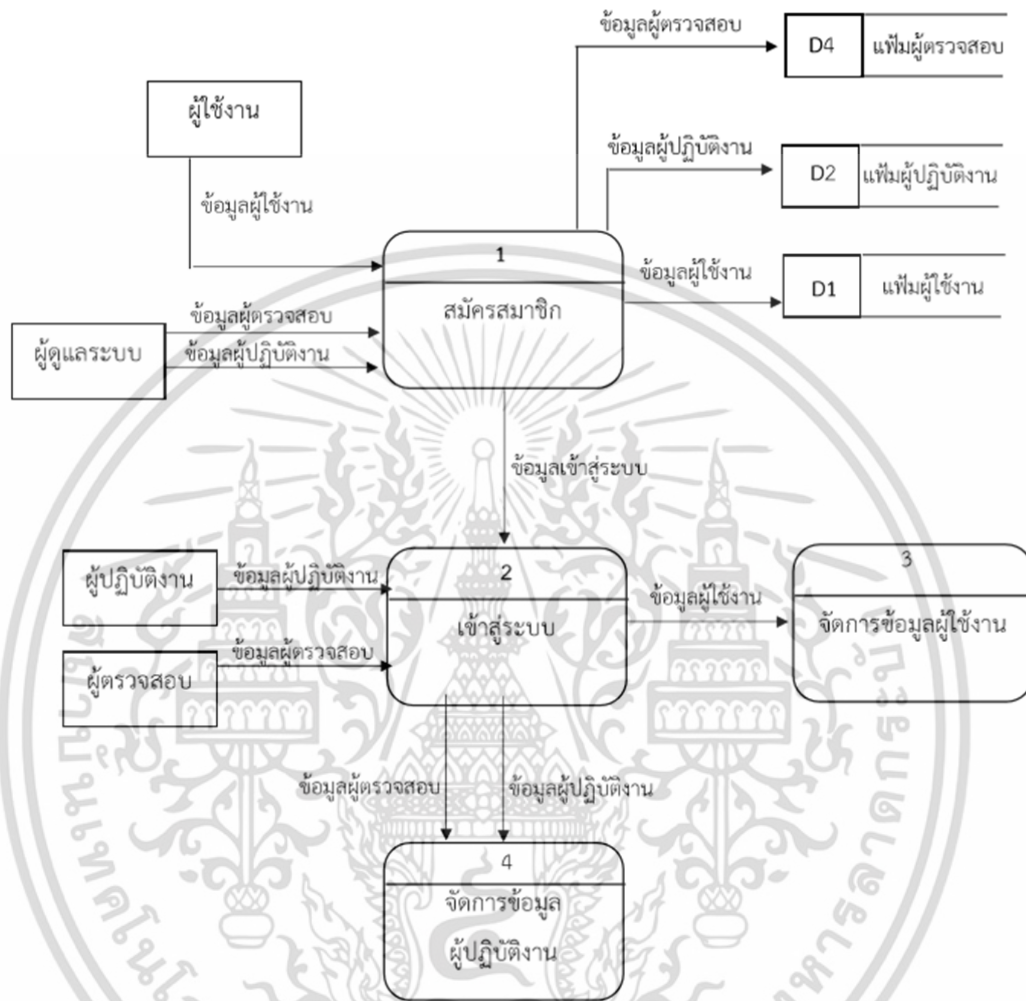 ข้อมูลผู้ตรวจสอบ
D4
แฟ้มผู้ตรวจสอบ
ผู้ใช้งาน
ข้อมูลผู้ปฏิบัติงาน
D2
แฟ้มผู้ปฏิบัติงาน
ข้อมูลผู้ใช้งาน
1
สมัครสมาชิก
ข้อมูลผู้ใช้งาน
D1
แฟ้มผู้ใช้งาน
ผู้ดูแลระบบ
ข้อมูลผู้ตรวจสอบ
ข้อมูลผู้ปฏิบัติงาน
ข้อมูลเข้าสู่ระบบ
ผู้ปฏิบัติงาน
ข้อมูลผู้ปฏิบัติงาน
2
เข้าสู่ระบบ
ข้อมูลผู้ใช้งาน
3
จัดการข้อมูลผู้ใช้งาน
ผู้ตรวจสอบ
ข้อมูลผู้ตรวจสอบ
ข้อมูลผู้ตรวจสอบ
ข้อมูลผู้ปฏิบัติงาน
4
จัดการข้อมูล
ผู้ปฏิบัติงาน